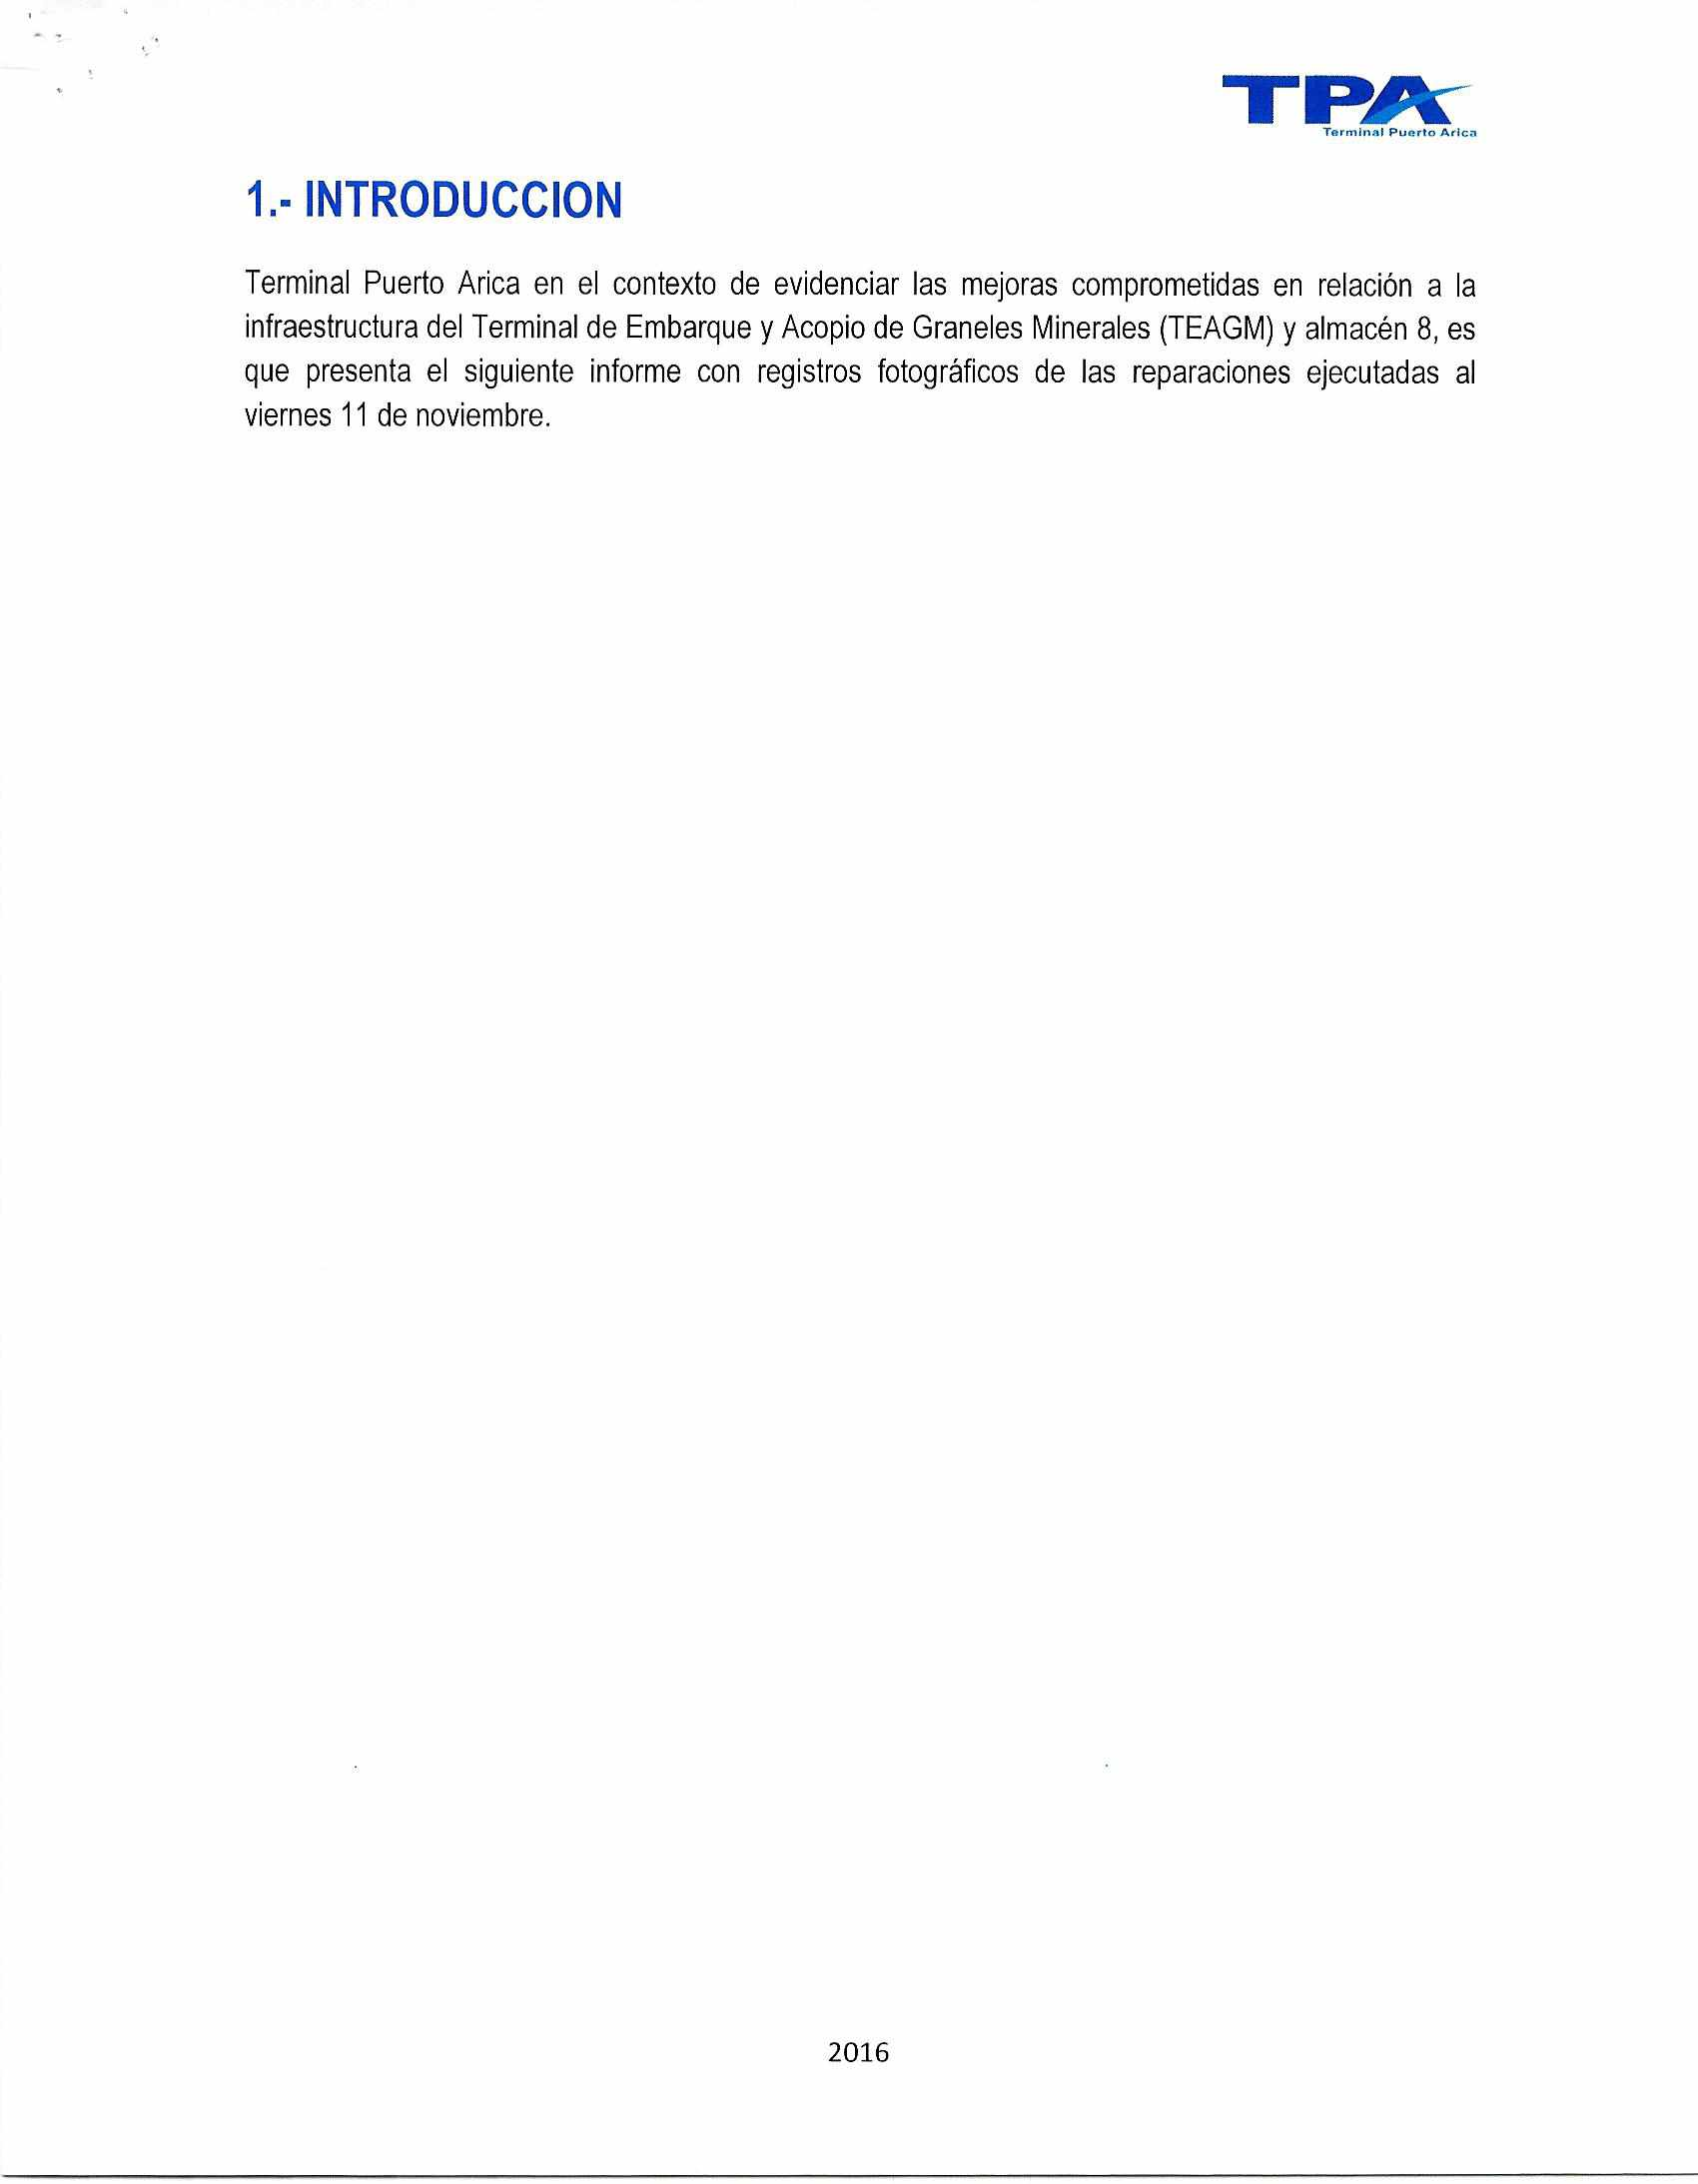 TPA
Terminal Puerto Arica
1.- INTRODUCCION
Terminal Puerto Arica en el contexto de evidenciar las mejoras comprometidas en relación a la
infraestructura del Terminal de Embarque y Acopio de Graneles Minerales (TEAGM) y almacén 8, es
que presenta el siguiente informe con registros fotográficos de las reparaciones ejecutadas al
viernes 11 de noviembre.
2016